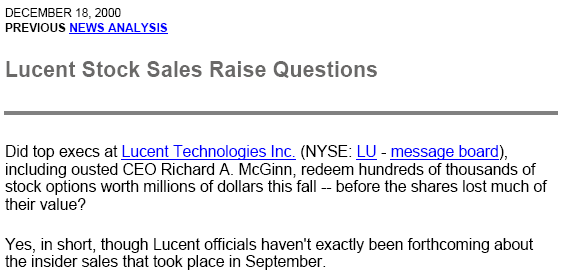 DECEMBER 18, 2000
PREVIOUS NEWS ANALYSIS
Lucent Stock Sales Raise Questions
Did top execs at Lucent Technologies Inc. (NYSE: LU - message board),
including ousted CEO Richard A. McGinn, redeem hundreds of thousands of
stock options worth millions of dollars this fall -- before the shares lost much of
their value?
Yes, in short, though Lucent officials haven't exactly been forthcoming about
the insider sales that took place in September.